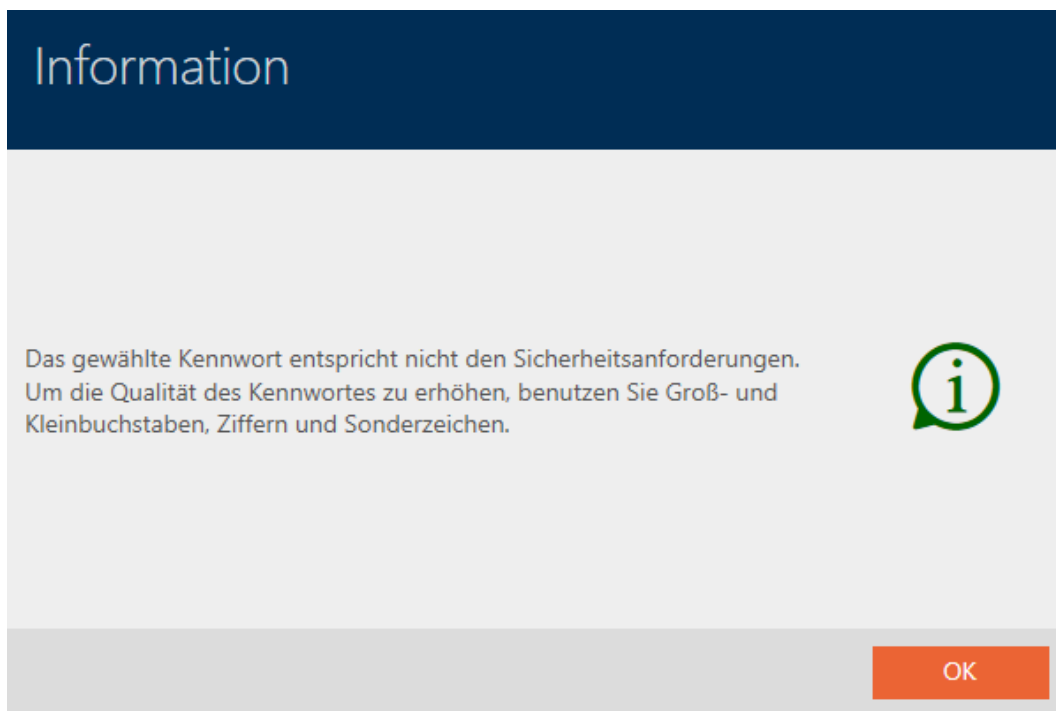 Information
Das gewählte Kennwort entspricht nicht den Sicherheitsanforderungen.
Um die Qualität des Kennwortes zu erhöhen, benutzen Sie Groß- und
Kleinbuchstaben, Ziffern und Sonderzeichen.
i
OK